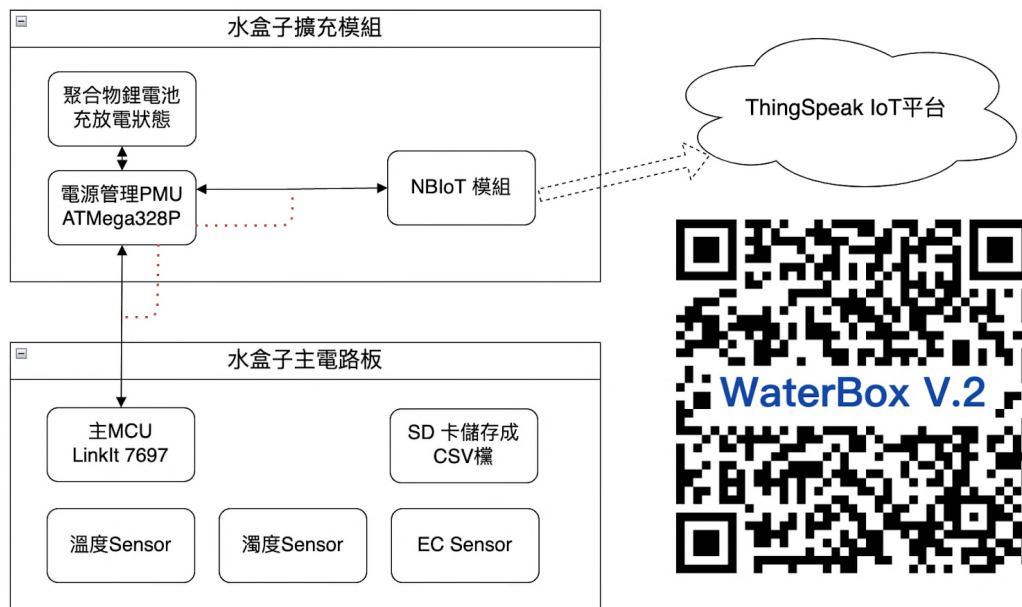 水盒子擴充模組
聚合物鋰電池
充放電狀態
電源管理PMU
ATMega328P
NBIoT 模組
ThingSpeak IoT平台
水盒子主電路板
主MCU
LinkIt 7697
SD 卡儲存成
CSV檔
溫度Sensor
濁度Sensor
EC Sensor
WaterBox V.2